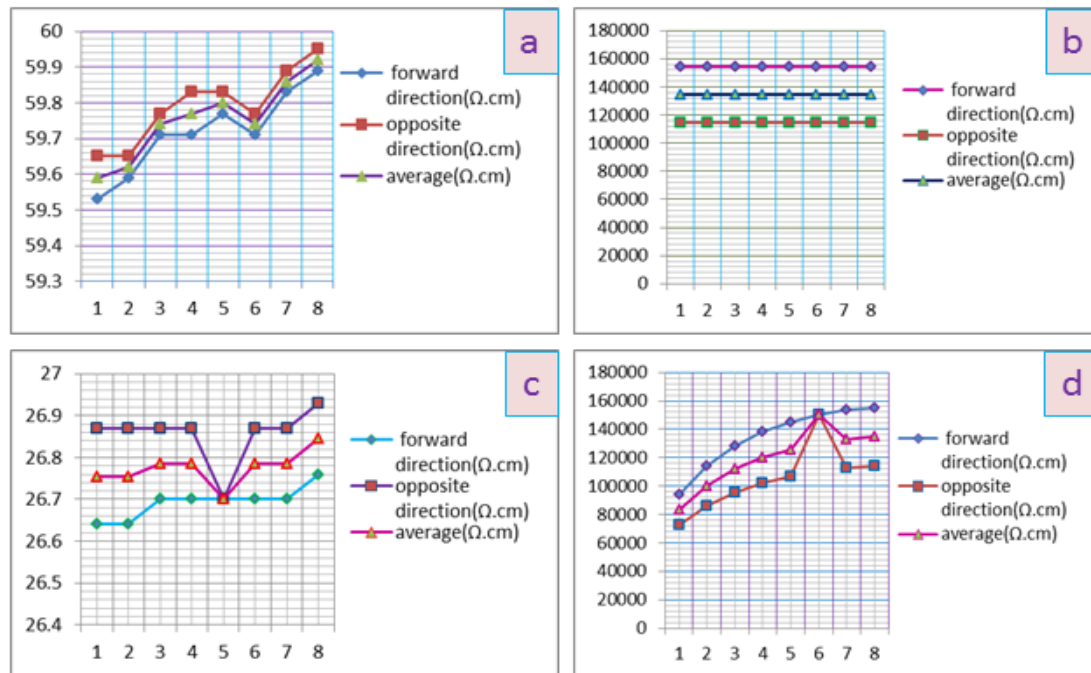 a
60
59.9
59.8
59.7
59.6
59.5
59.4
59.3
1 2 3 4 5 6 7 8
forward
direction(Ω.cm)
opposite
direction(Ω.cm)
average(Ω.cm)
b
180000
160000
140000
120000
100000
80000
60000
40000
20000
0
1 2 3 4 5 6 7 8
forward
direction(Ω.cm)
opposite
direction(Ω.cm)
average(Ω.cm)
c
27
26.9
26.8
26.7
26.6
26.5
26.4
1 2 3 4 5 6 7 8
forward
direction(Ω.cm)
opposite
direction(Ω.cm)
average(Ω.cm)
d
180000
160000
140000
120000
100000
80000
60000
40000
20000
0
1 2 3 4 5 6 7 8
forward
direction(Ω.cm)
opposite
direction(Ω.cm)
average(Ω.cm)